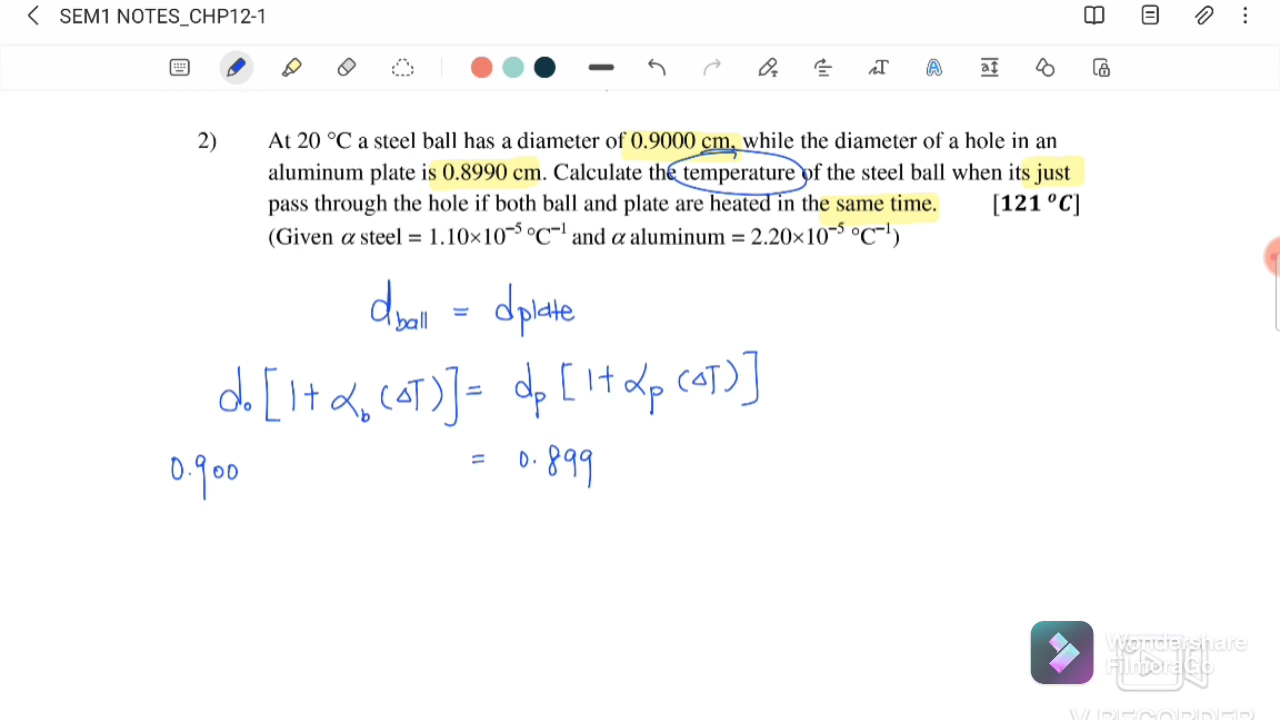 SEM1 NOTES_CHP12-1
2) At 20 °C a steel ball has a diameter of 0.9000 cm, while the diameter of a hole in an
aluminum plate is 0.8990 cm. Calculate the temperature of the steel ball when its just
pass through the hole if both ball and plate are heated in the same time. [121 °C]
(Given α steel = 1.10×10⁻⁵ °C⁻¹ and α aluminum = 2.20×10⁻⁵ °C⁻¹)
d_ball = d_plate
d₀ [1 + α_b (ΔT)] = d_p [1 + α_p (ΔT)]
0.900 = 0.899
Wondershare
FilmoraGo
V RECORDER